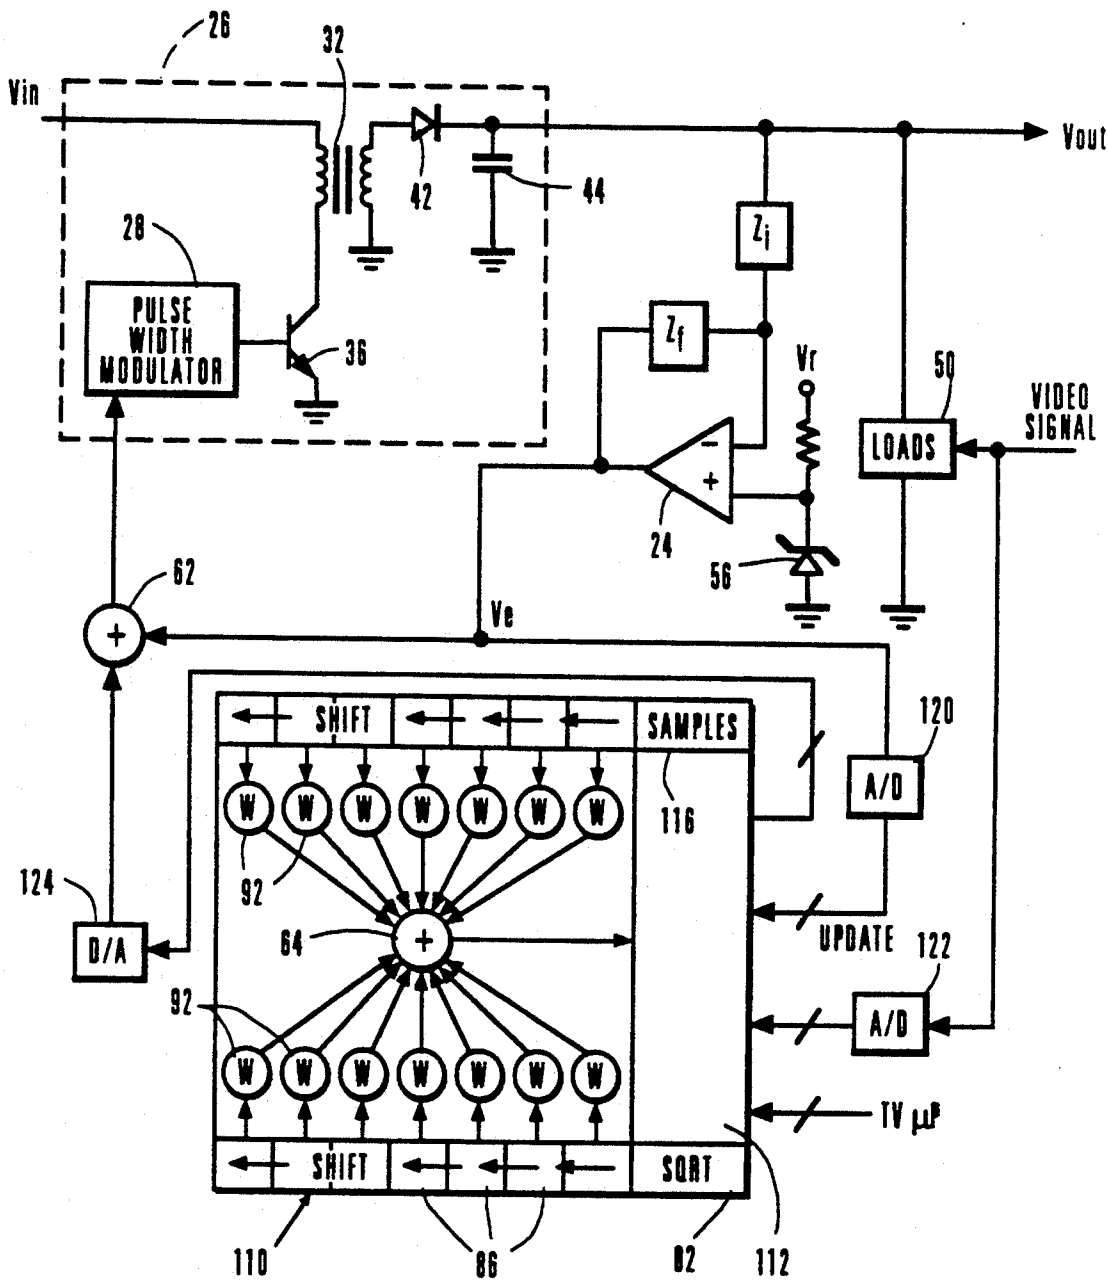 26
32
Vin
Vout
42
44
28
Zi
PULSE
WIDTH
MODULATOR
Zf
36
Vr
50
VIDEO
SIGNAL
LOADS
−
+
24
56
62
Ve
+
SHIFT
SAMPLES
120
A/D
W W W W W W W
116
92
124
D/A
64
+
UPDATE
122
A/D
92
W W W W W W W
TV µP
SHIFT
SQRT
110
86
82
112